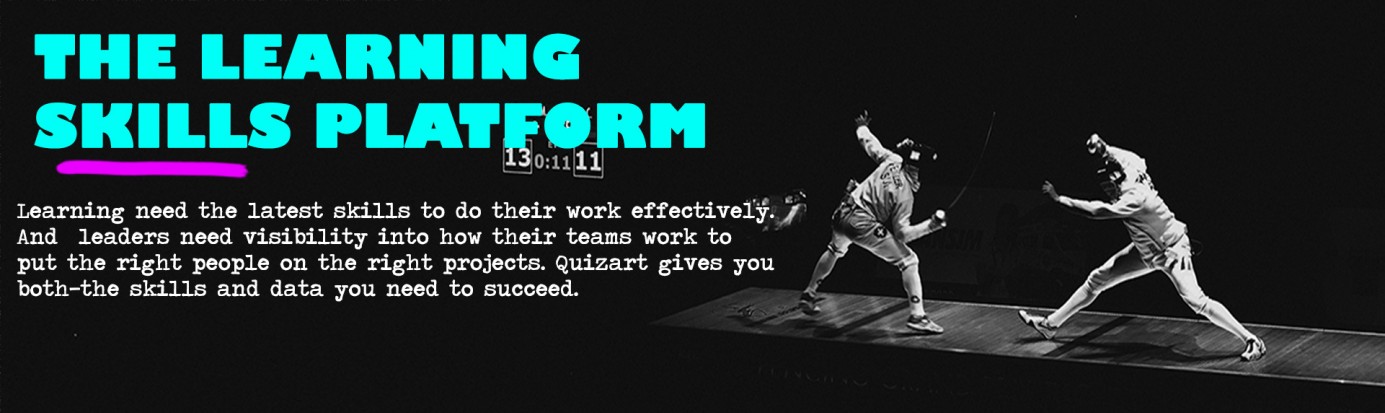 THE LEARNING
SKILLS PLATFORM
13 0:11 11
Learning need the latest skills to do their work effectively.
And  leaders need visibility into how their teams work to
put the right people on the right projects. Quizart gives you
both-the skills and data you need to succeed.